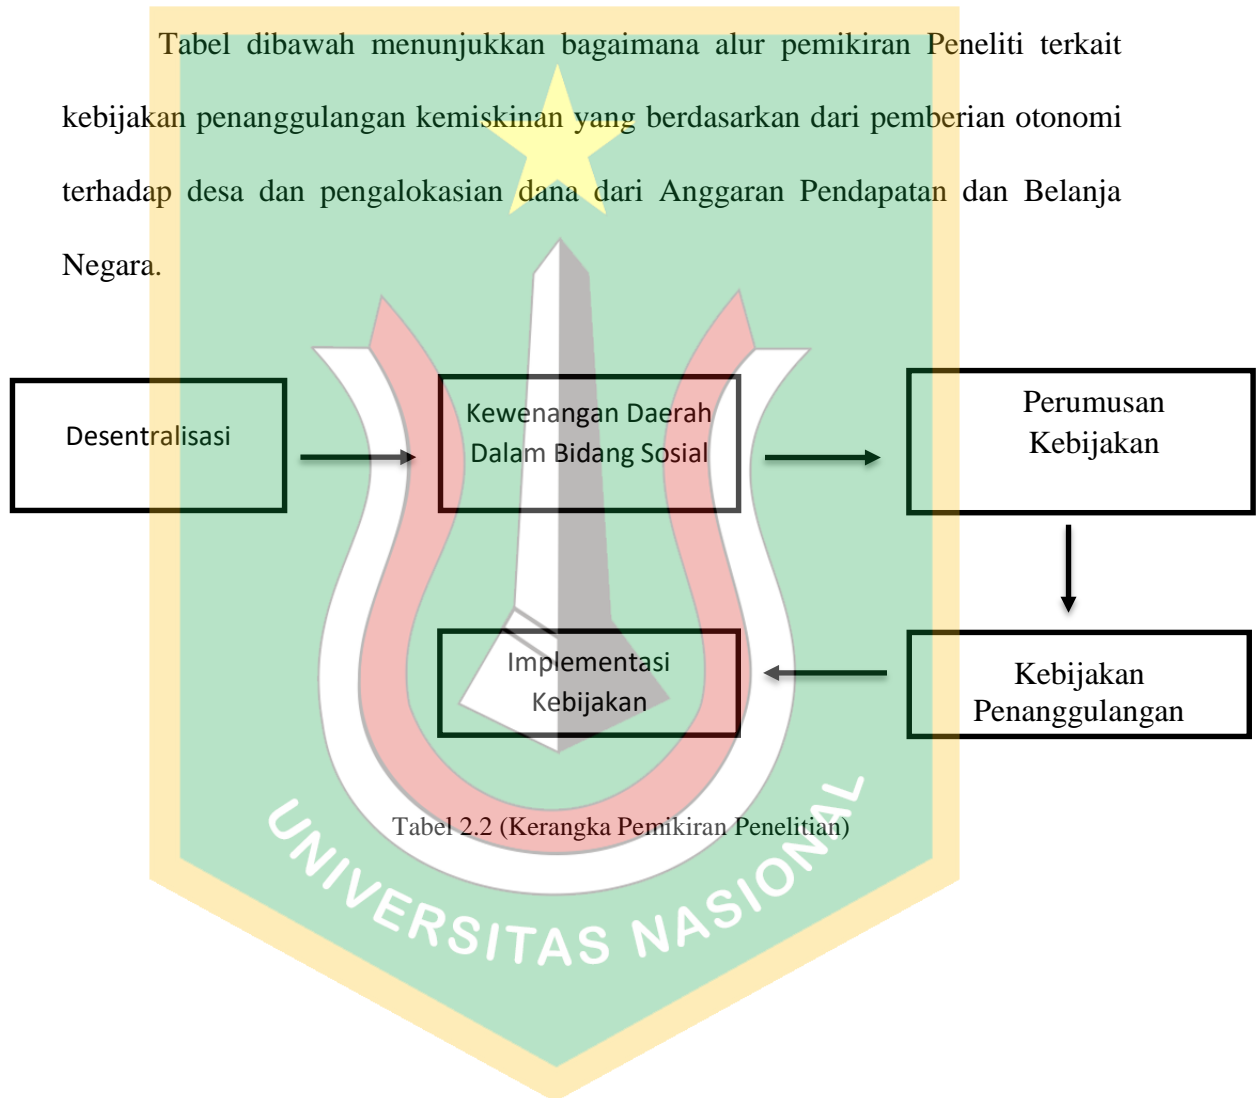 Tabel dibawah menunjukkan bagaimana alur pemikiran Peneliti terkait
kebijakan penanggulangan kemiskinan yang berdasarkan dari pemberian otonomi
terhadap desa dan pengalokasian dana dari Anggaran Pendapatan dan Belanja
Negara.
Desentralisasi
Kewenangan Daerah
Dalam Bidang Sosial
Perumusan
Kebijakan
Implementasi
Kebijakan
Kebijakan
Penanggulangan
Tabel 2.2 (Kerangka Pemikiran Penelitian)
UNIVERSITAS NASIONAL